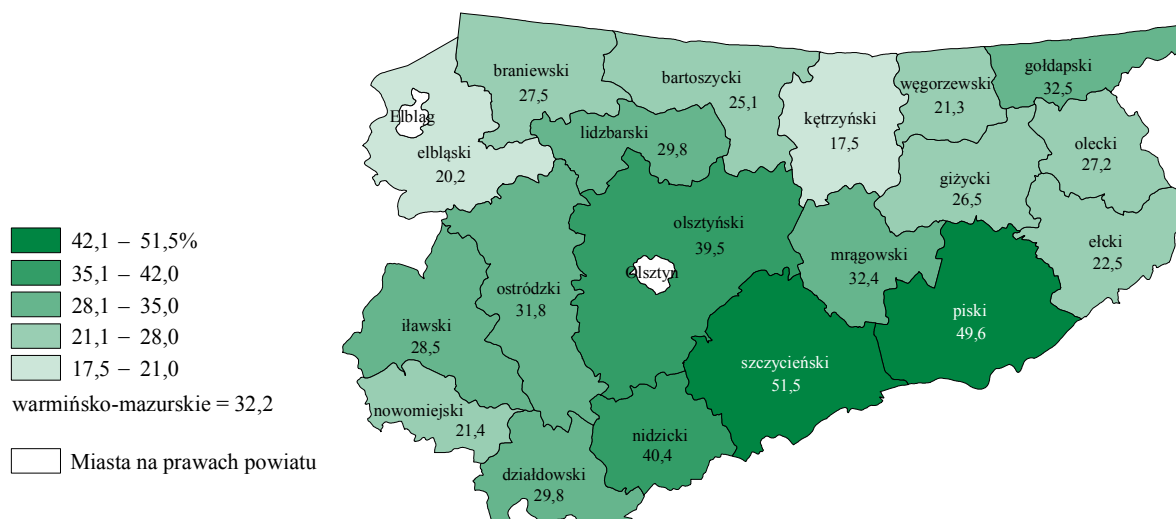 42,1 – 51,5%
35,1 – 42,0
28,1 – 35,0
21,1 – 28,0
17,5 – 21,0
warmińsko-mazurskie = 32,2
Miasta na prawach powiatu
braniewski
27,5
bartoszycki
25,1
węgorzewski
21,3
gołdapski
32,5
Elbląg
elbląski
20,2
lidzbarski
29,8
kętrzyński
17,5
olecki
27,2
giżycki
26,5
olsztyński
39,5
Olsztyn
mrągowski
32,4
ełcki
22,5
ostródzki
31,8
piski
49,6
iławski
28,5
szczycieński
51,5
nowomiejski
21,4
nidzicki
40,4
działdowski
29,8